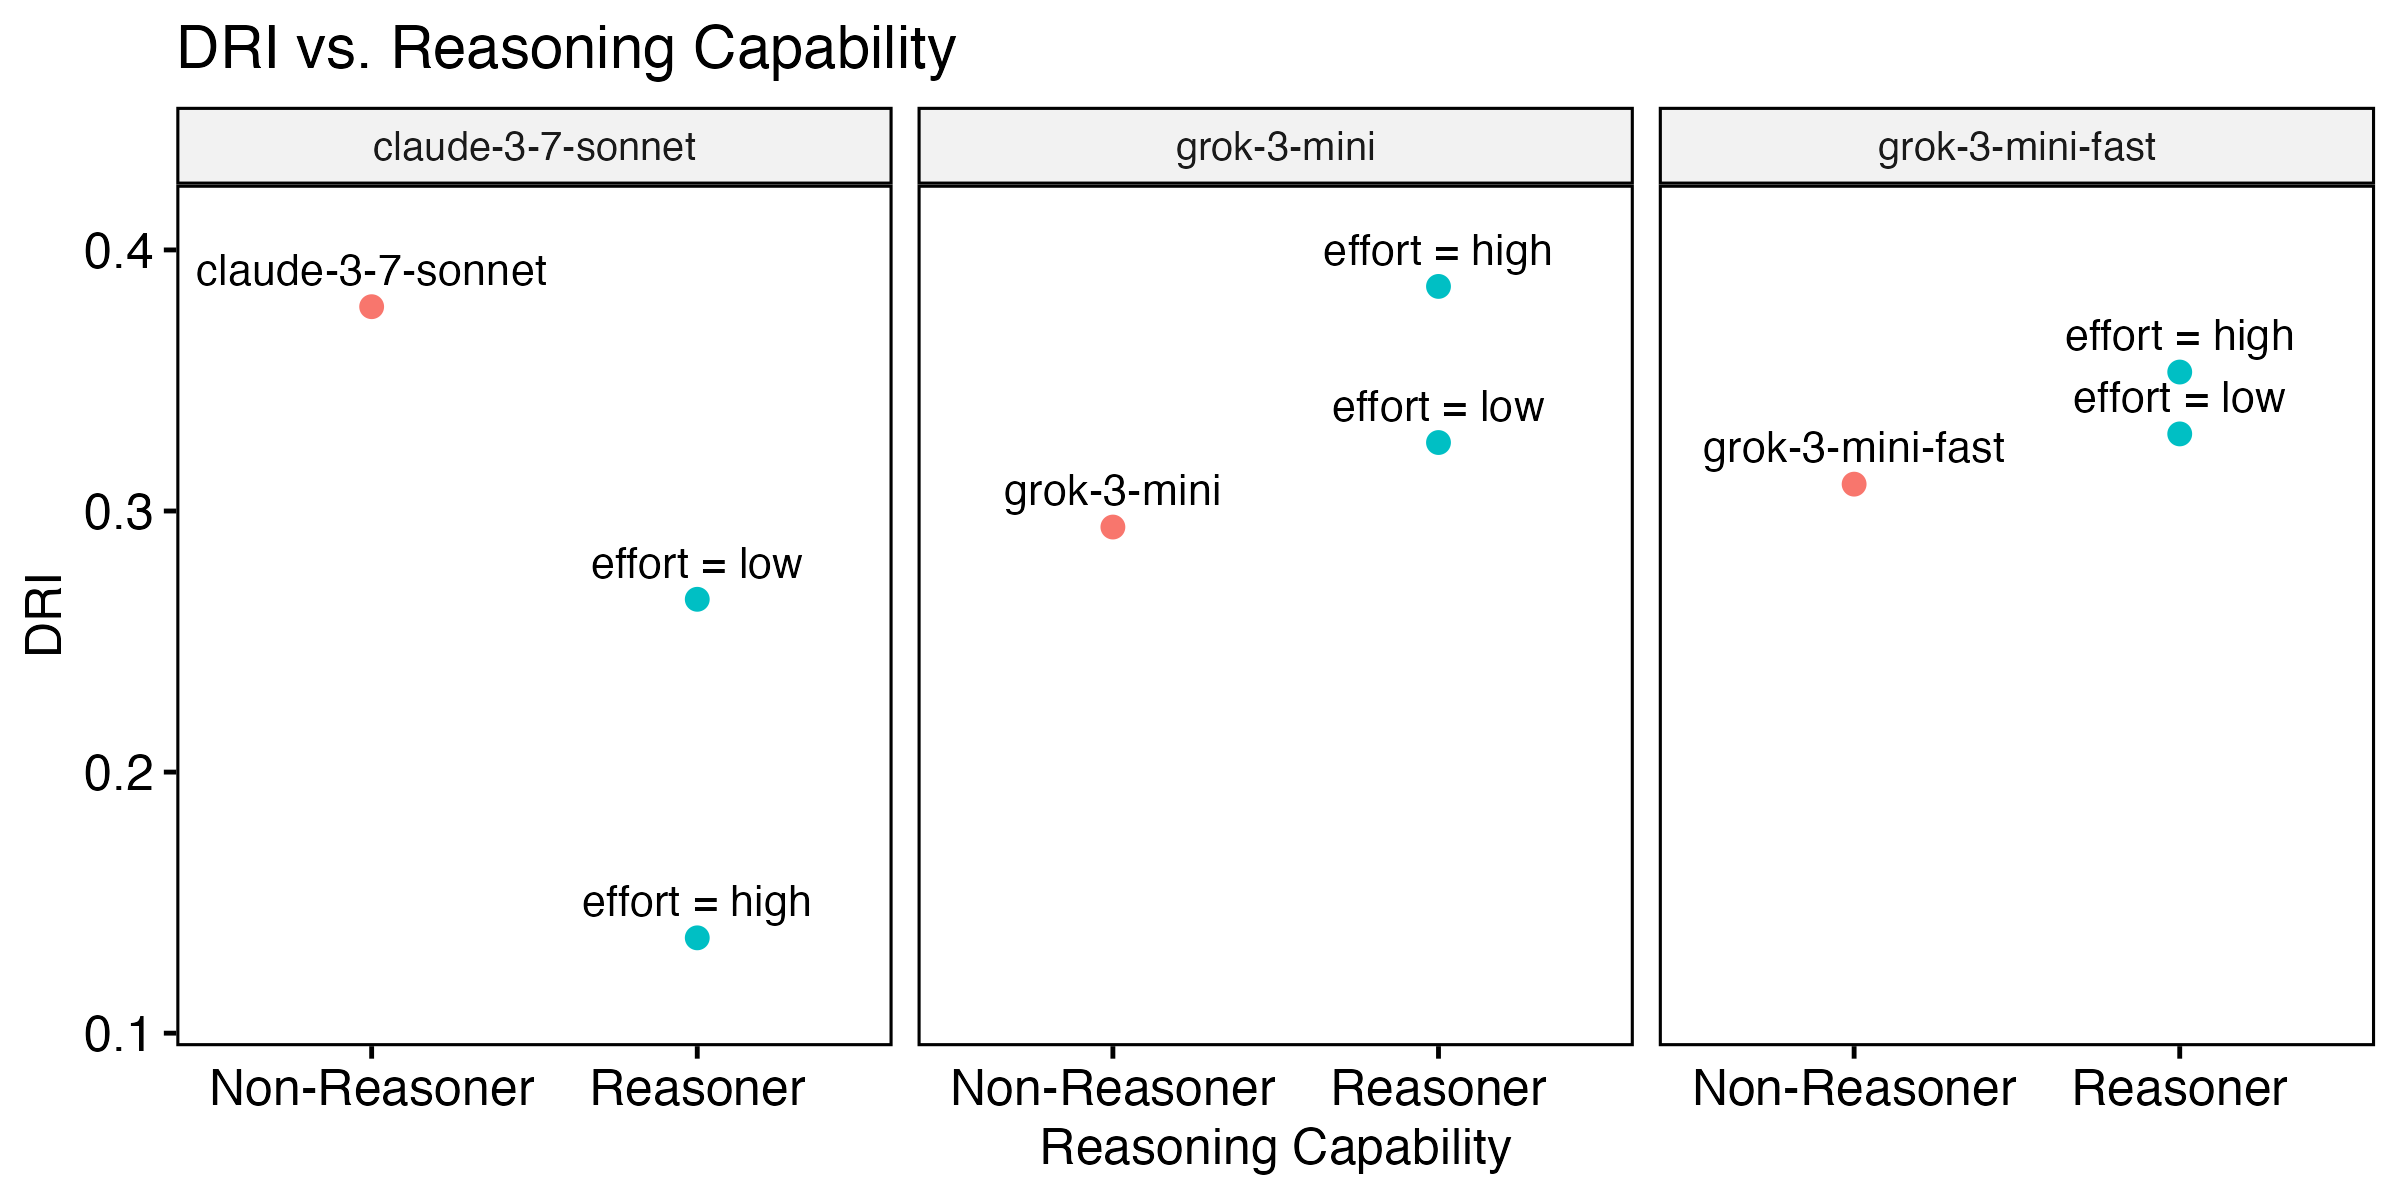 DRI vs. Reasoning Capability
claude-3-7-sonnet
grok-3-mini
grok-3-mini-fast
DRI
0.4
0.3
0.2
0.1
claude-3-7-sonnet
effort = low
effort = high
effort = high
effort = low
grok-3-mini
effort = high
effort = low
grok-3-mini-fast
Non-Reasoner
Reasoner
Non-Reasoner
Reasoner
Non-Reasoner
Reasoner
Reasoning Capability